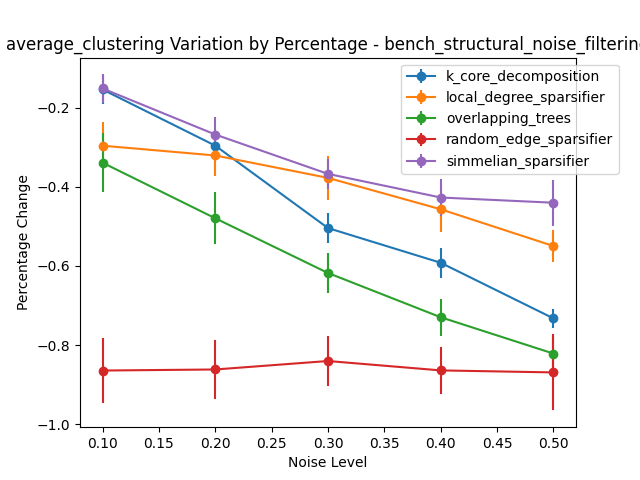 average_clustering Variation by Percentage - bench_structural_noise_filtering
k_core_decomposition
local_degree_sparsifier
overlapping_trees
random_edge_sparsifier
simmelian_sparsifier
Percentage Change
−0.2
−0.4
−0.6
−0.8
−1.0
0.10 0.15 0.20 0.25 0.30 0.35 0.40 0.45 0.50
Noise Level